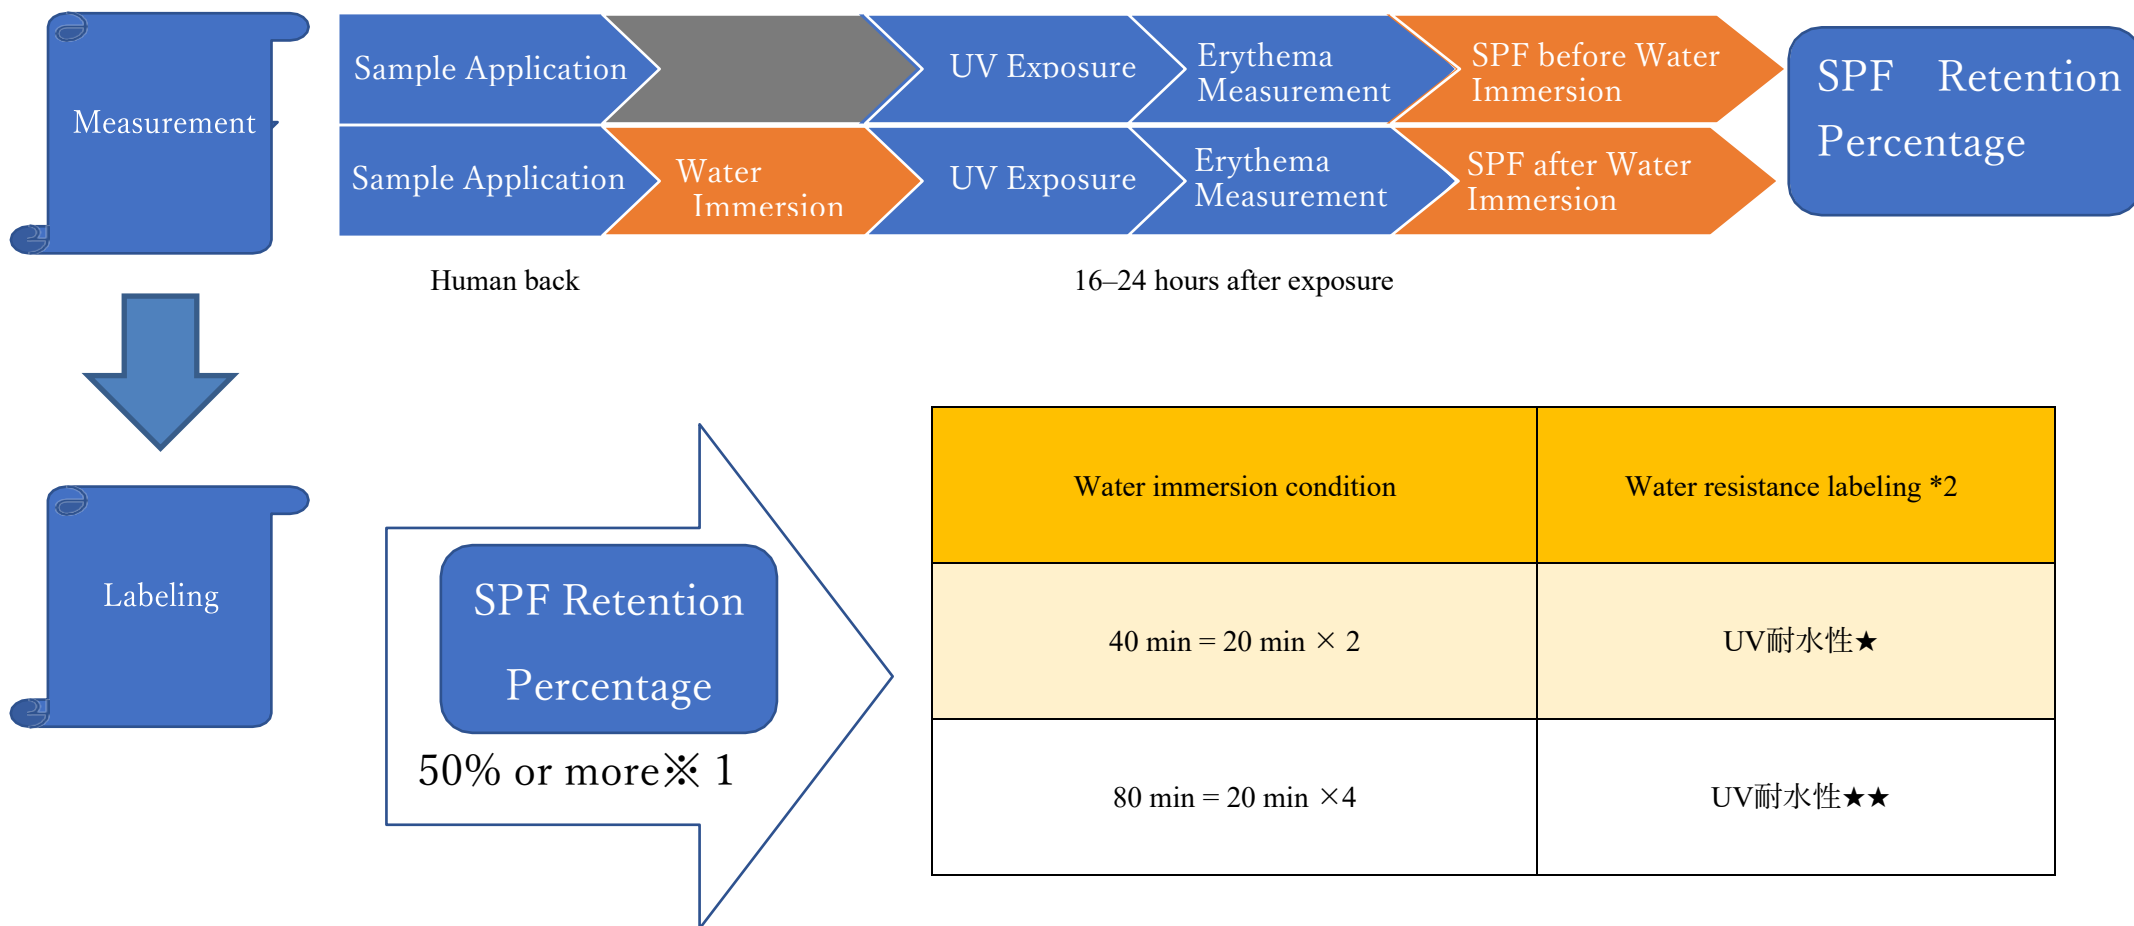 Measurement
Sample Application
UV Exposure
Erythema
Measurement
SPF before Water
Immersion
SPF Retention
Percentage
Sample Application
Water
Immersion
UV Exposure
Erythema
Measurement
SPF after Water
Immersion
Human back
16–24 hours after exposure
Labeling
SPF Retention
Percentage
50% or more※ 1
Water immersion condition
Water resistance labeling *2
40 min = 20 min × 2
UV耐水性★
80 min = 20 min ×4
UV耐水性★★